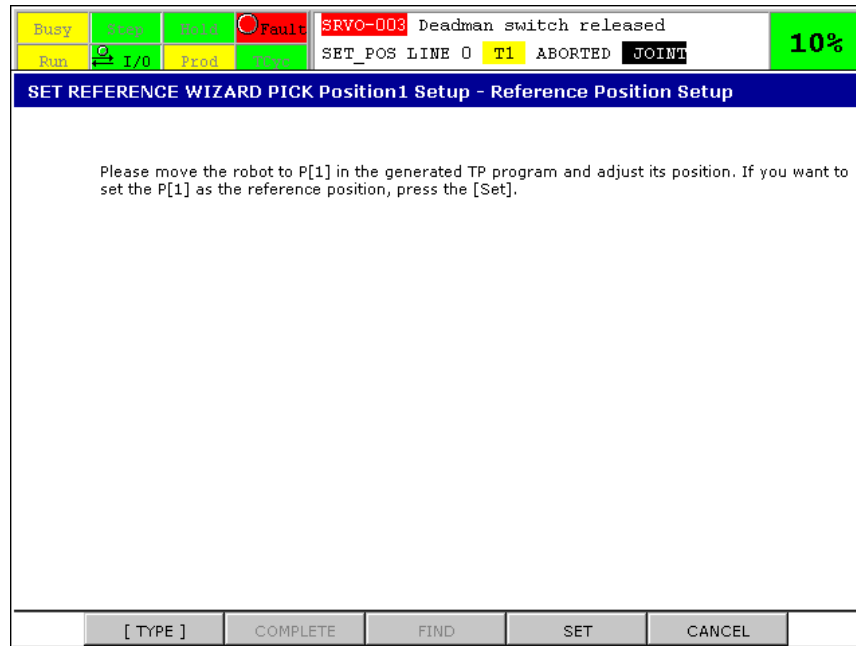 Busy Step Hold Fault SRVO-003 Deadman switch released
Run I/O Prod TCyc SET_POS LINE 0 T1 ABORTED JOINT
10%
SET REFERENCE WIZARD PICK Position1 Setup - Reference Position Setup
Please move the robot to P[1] in the generated TP program and adjust its position. If you want to
set the P[1] as the reference position, press the [Set].
[ TYPE ] COMPLETE FIND SET CANCEL